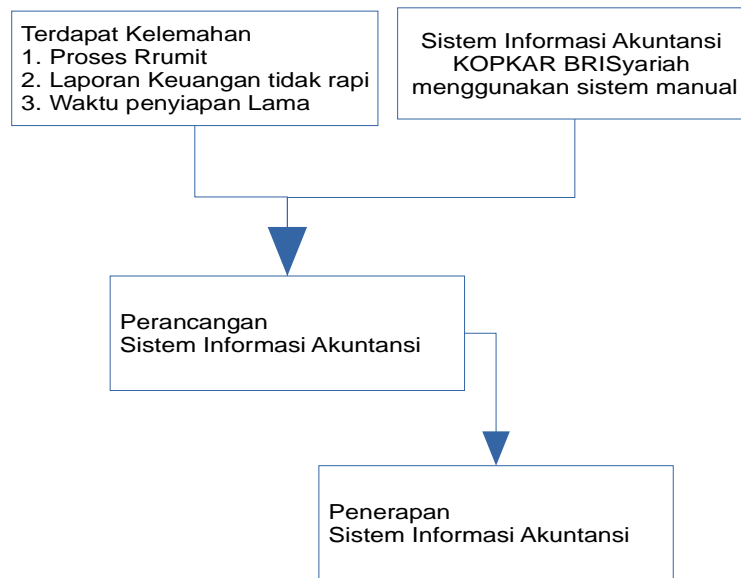 Terdapat Kelemahan
1. Proses Rrumit
2. Laporan Keuangan tidak rapi
3. Waktu penyiapan Lama
Sistem Informasi Akuntansi
KOPKAR BRISyariah
menggunakan sistem manual
Perancangan
Sistem Informasi Akuntansi
Penerapan
Sistem Informasi Akuntansi